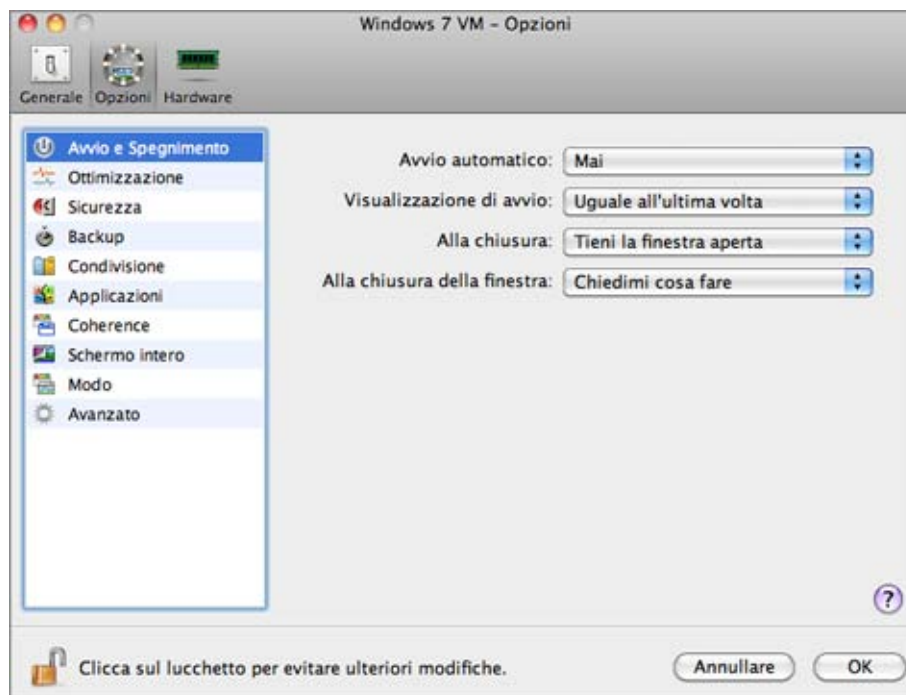 Windows 7 VM – Opzioni
Generale Opzioni Hardware
Avvio e Spegnimento
Ottimizzazione
Sicurezza
Backup
Condivisione
Applicazioni
Coherence
Schermo intero
Modo
Avanzato
Avvio automatico: Mai
Visualizzazione di avvio: Uguale all'ultima volta
Alla chiusura: Tieni la finestra aperta
Alla chiusura della finestra: Chiedimi cosa fare
?
Clicca sul lucchetto per evitare ulteriori modifiche.
Annullare OK